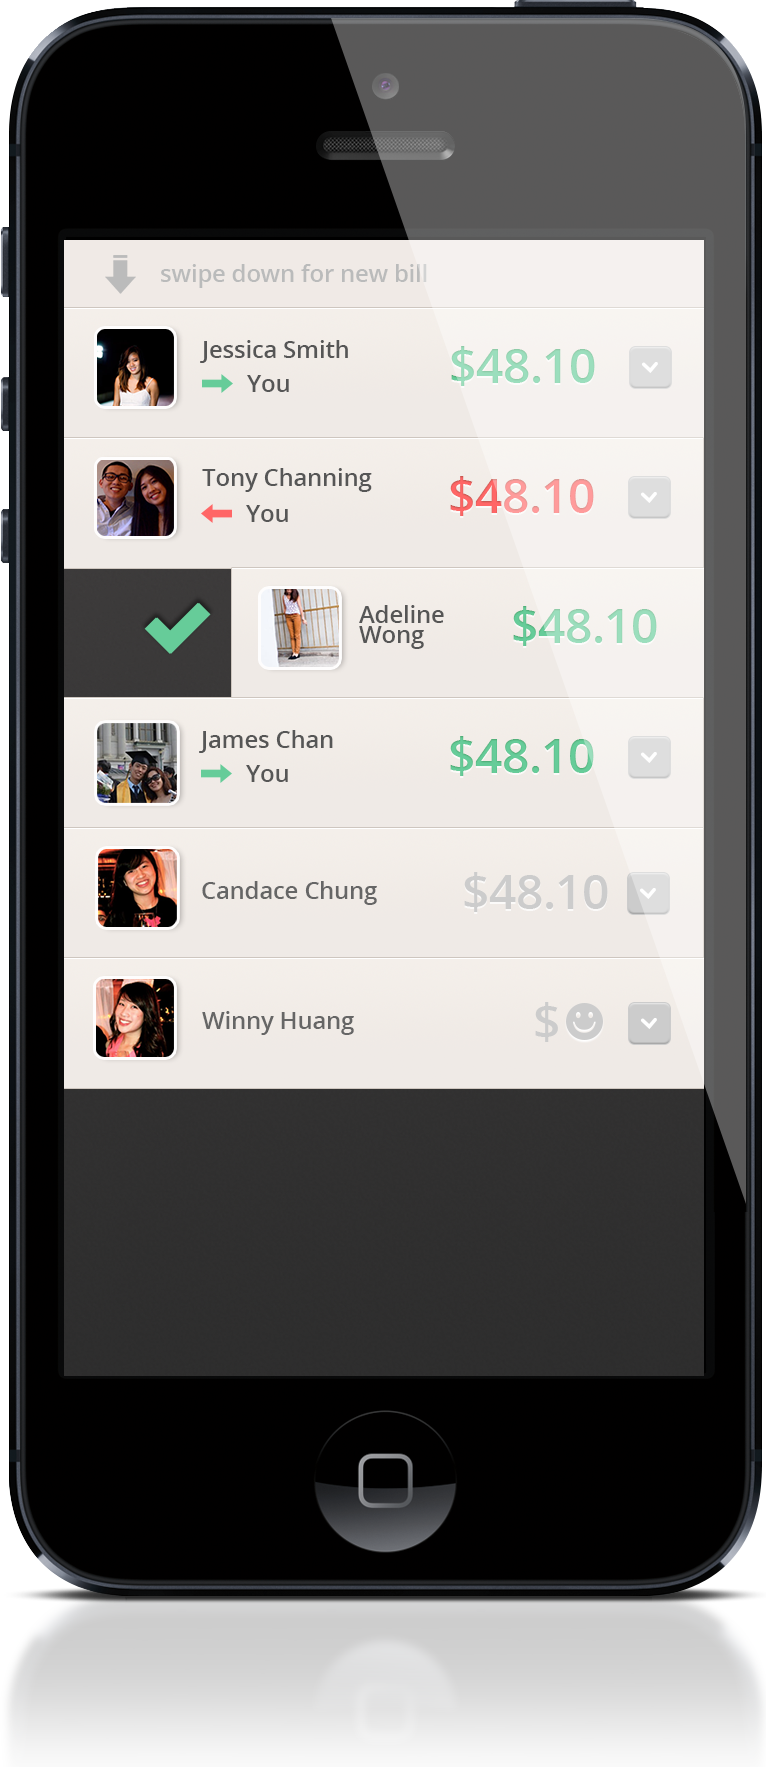 swipe down for new bill
Jessica Smith
You
$48.10
Tony Channing
You
$48.10
Adeline
Wong
$48.10
James Chan
You
$48.10
Candace Chung
$48.10
Winny Huang
$